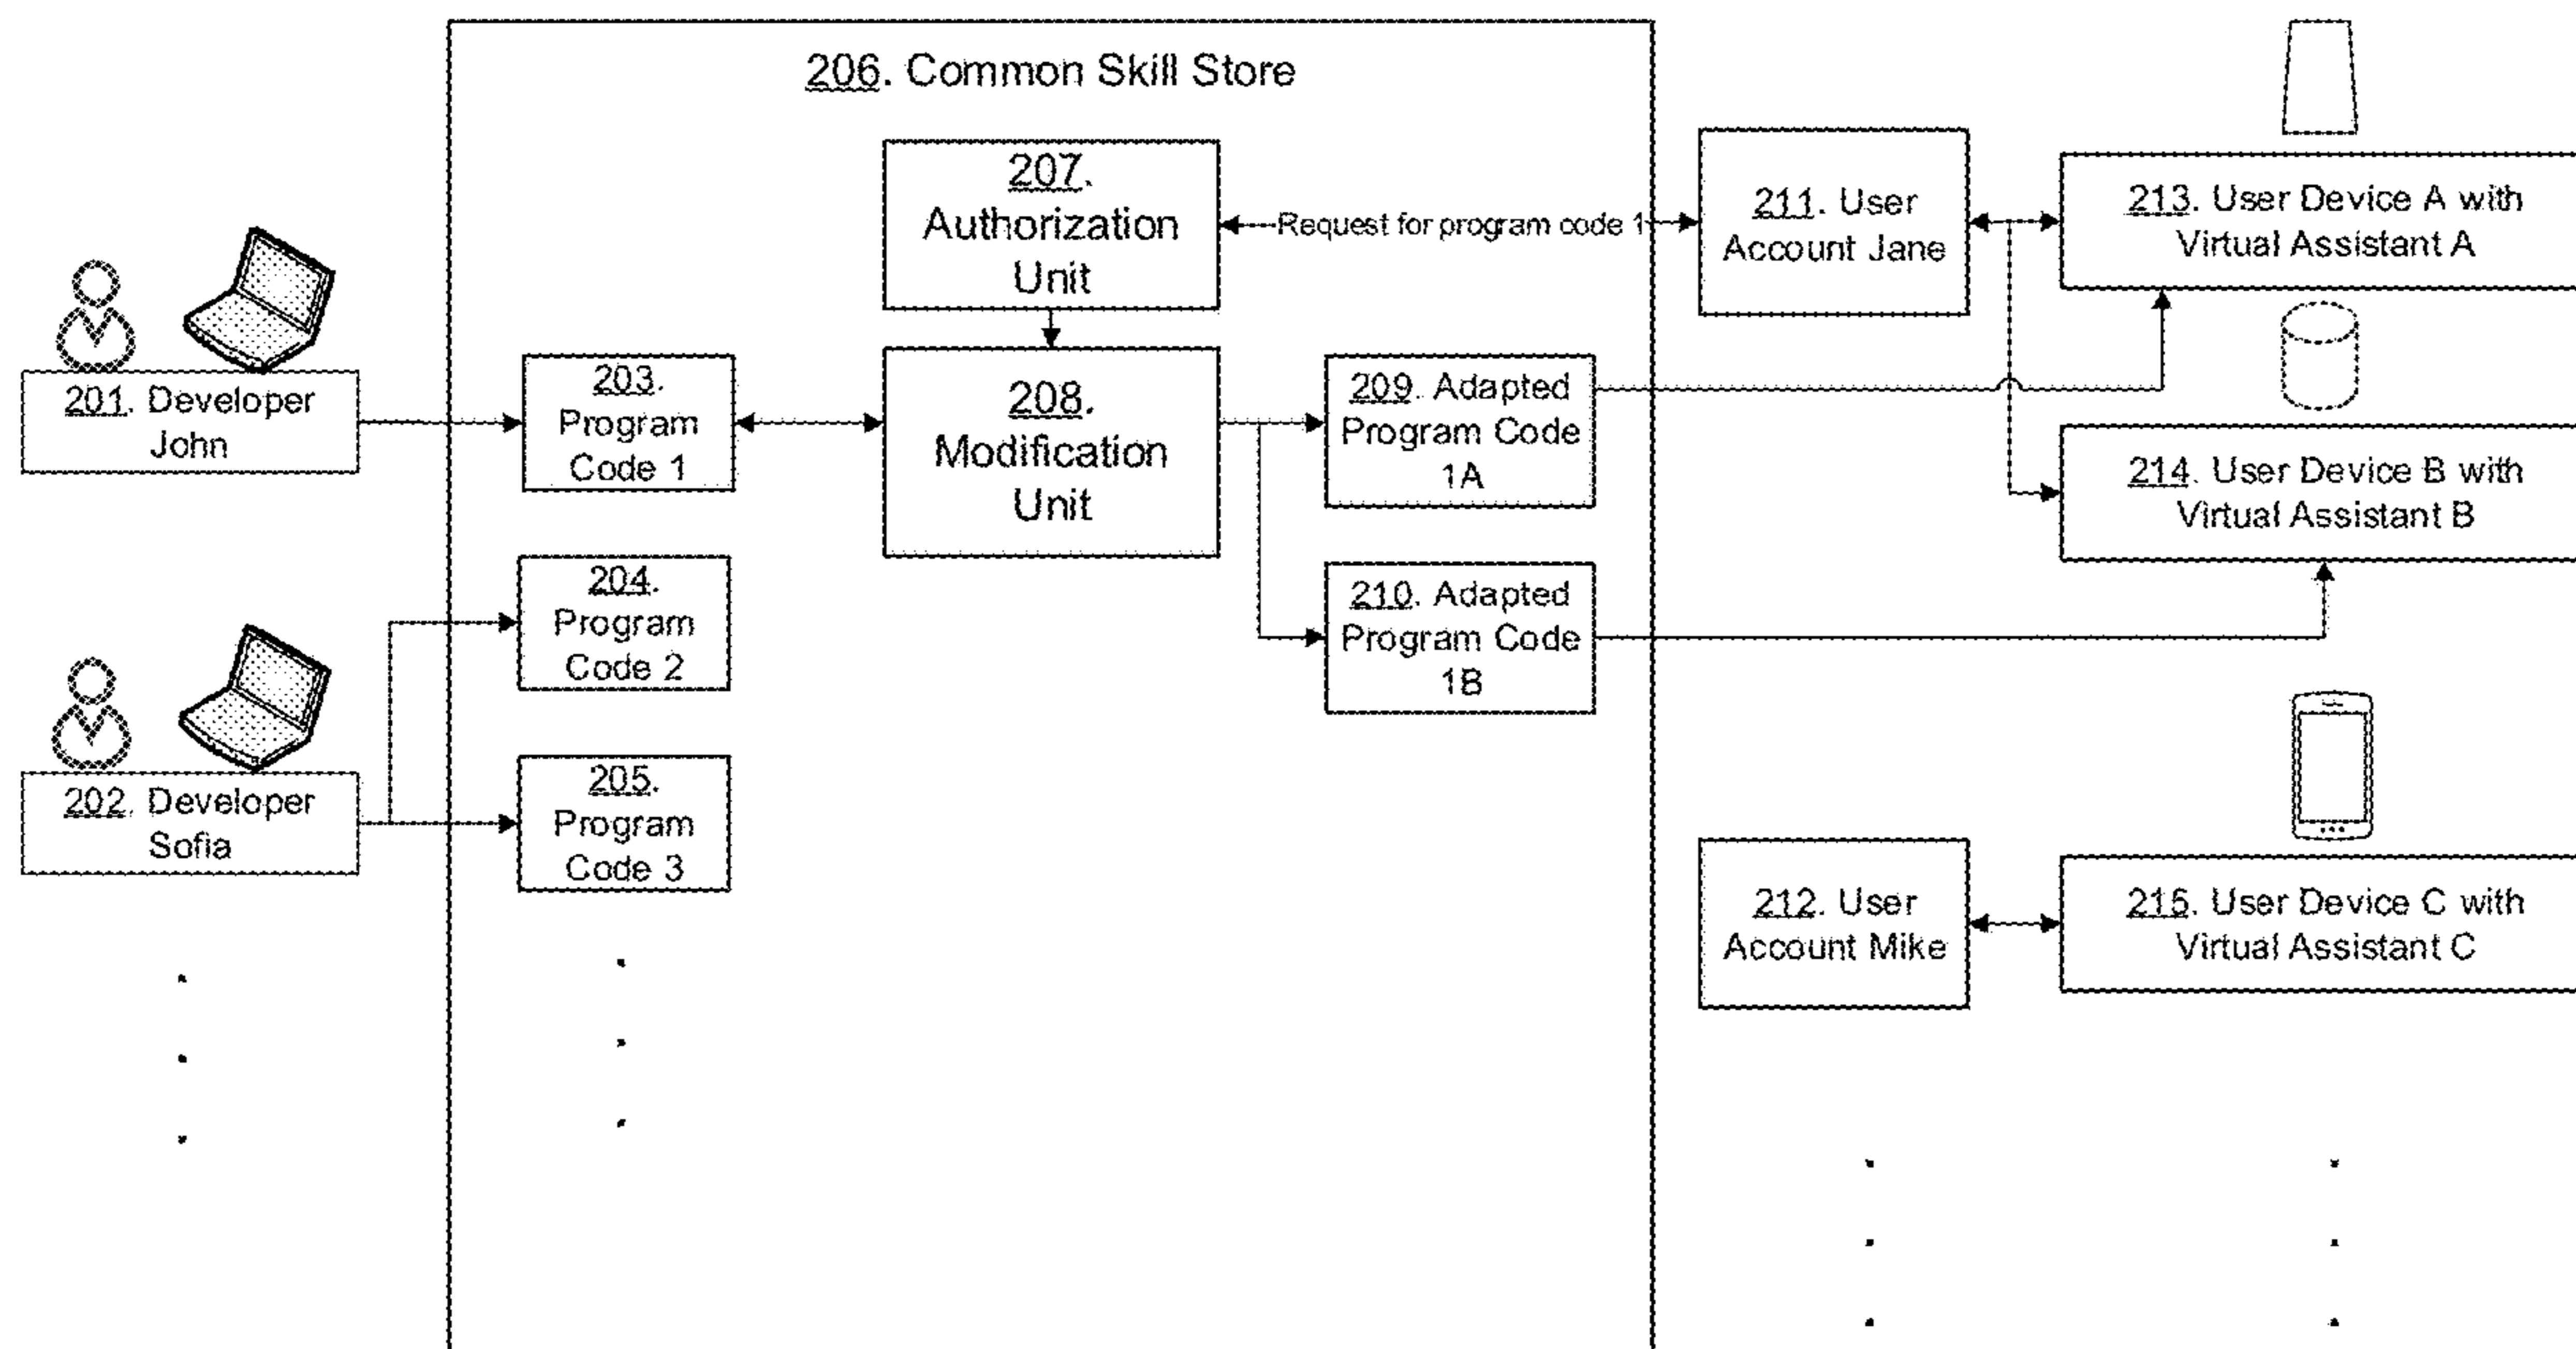 206. Common Skill Store
207.
Authorization
Unit
Request for program code 1
211. User
Account Jane
213. User Device A with
Virtual Assistant A
201. Developer
John
203.
Program
Code 1
208.
Modification
Unit
209. Adapted
Program Code
1A
214. User Device B with
Virtual Assistant B
204.
Program
Code 2
210. Adapted
Program Code
1B
202. Developer
Sofia
205.
Program
Code 3
212. User
Account Mike
215. User Device C with
Virtual Assistant C